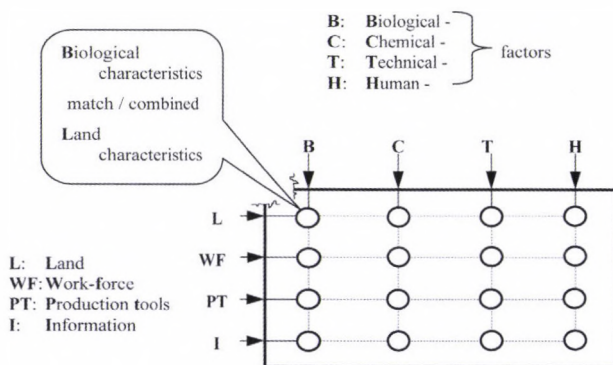 B: Biological -
C: Chemical -
T: Technical -
H: Human -
factors
Biological
characteristics
match / combined
Land
characteristics
B C T H
L
WF
PT
I
L: Land
WF: Work-force
PT: Production tools
I: Information